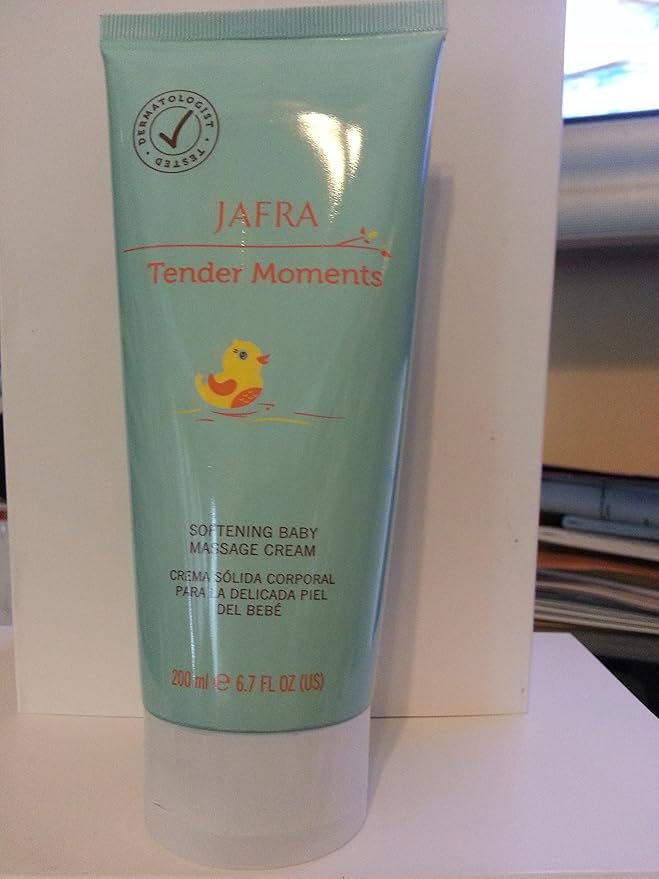 DERMATOLOGIST · TESTED ·
JAFRA
Tender Moments
SOFTENING BABY
MASSAGE CREAM
CREMA SÓLIDA CORPORAL
PARA LA DELICADA PIEL
DEL BEBÉ
200 ml e 6.7 FL OZ (US)